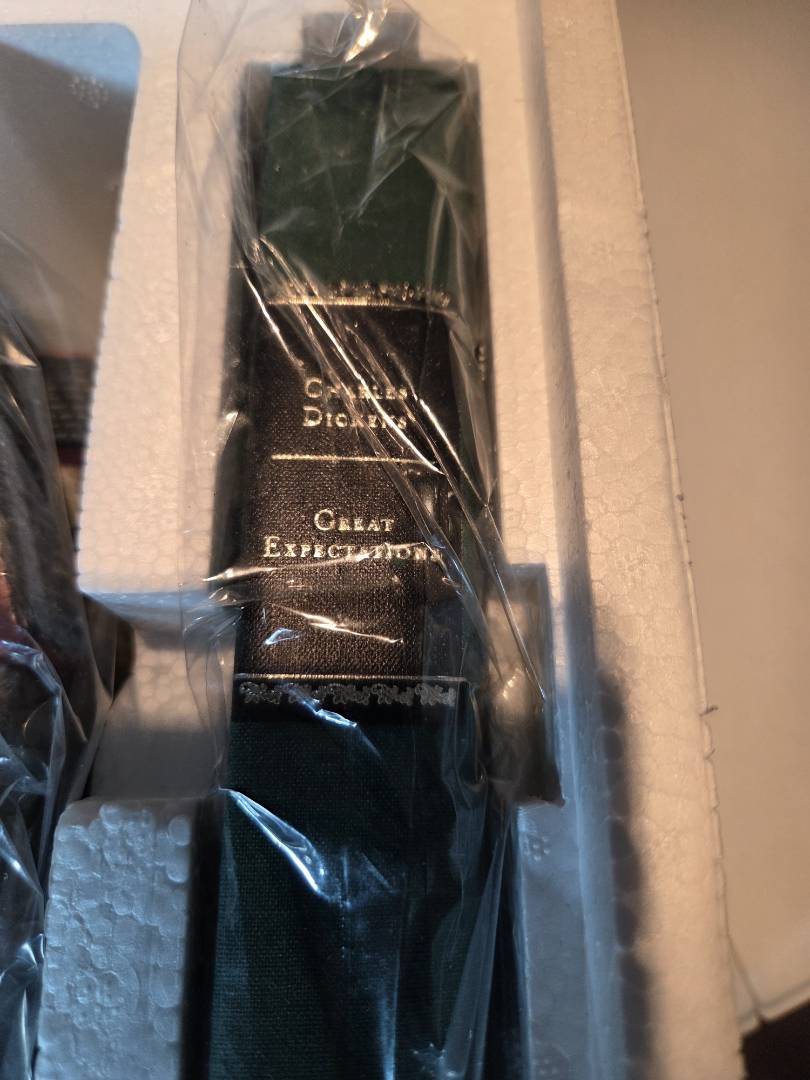 CHARLES
DICKENS'
GREAT
EXPECTATIONS